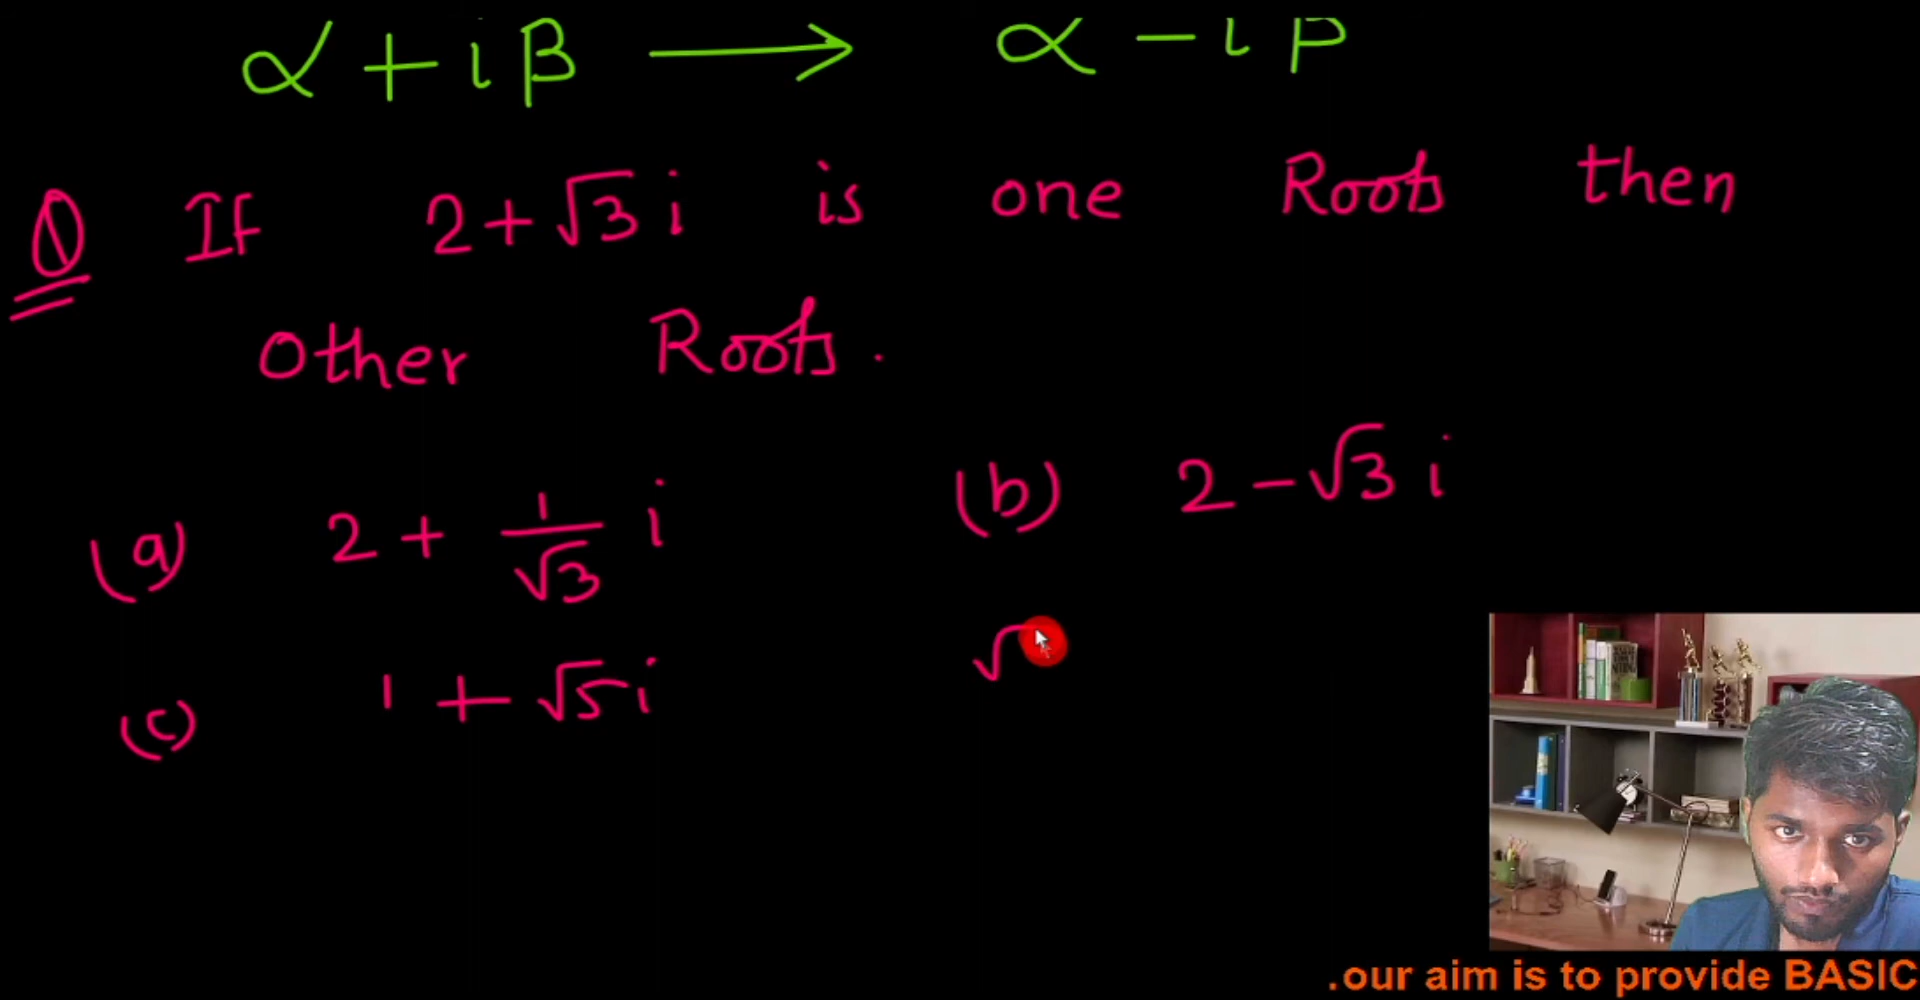 α + iβ ⟶ α - iβ
Q If 2+√3 i is one Roots then
Other Roots.
(a) 2 + 1/√3 i (b) 2-√3 i
(c) 1 + √5 i √
.our aim is to provide BASIC